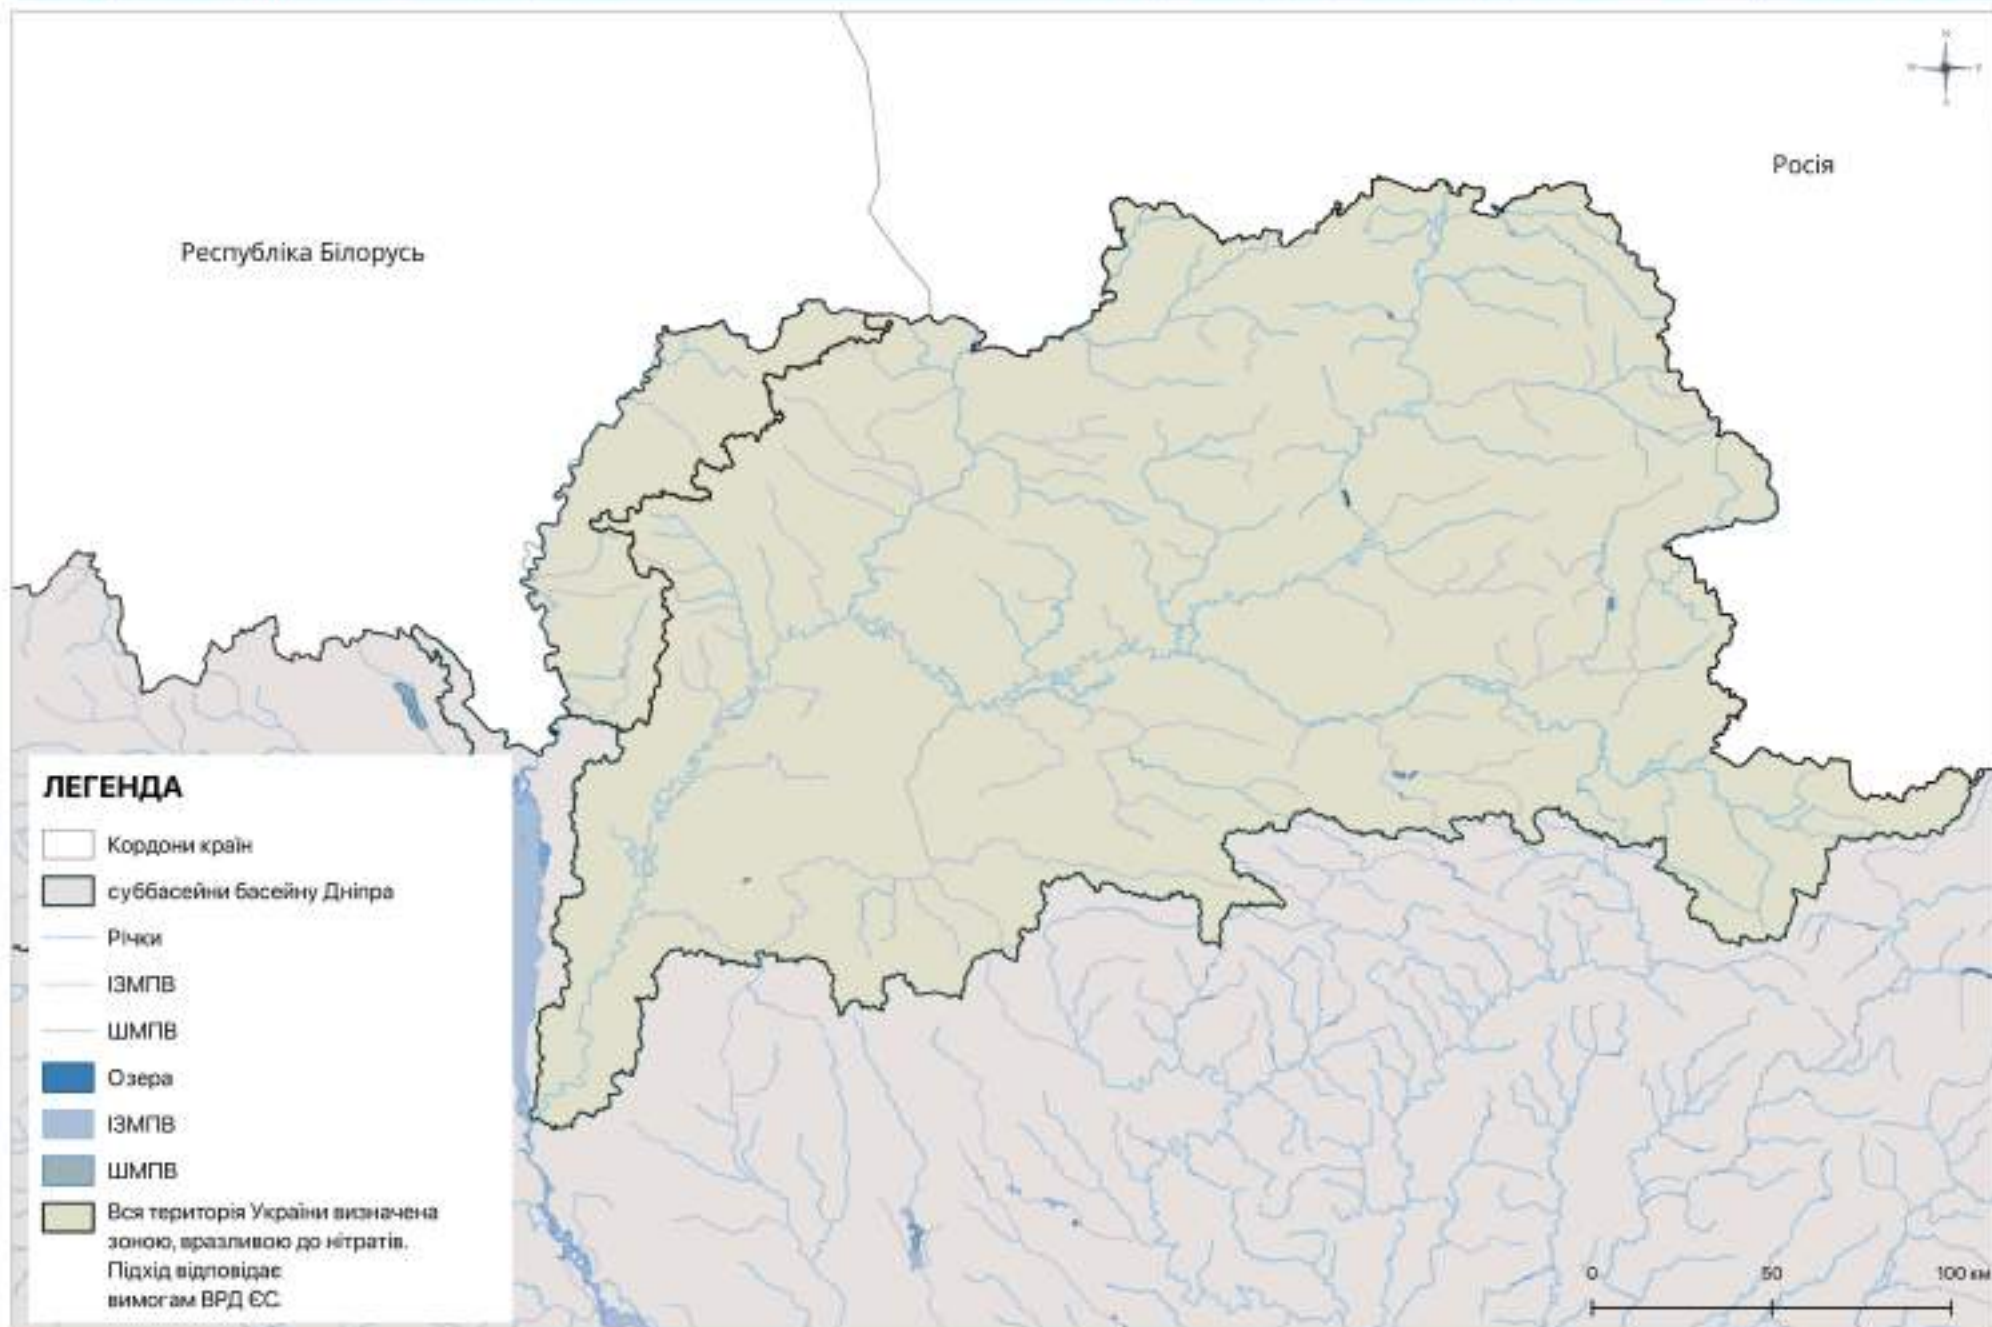 Росія
Республіка Білорусь
ЛЕГЕНДА
Кордони країн
суббасейни басейну Дніпра
Річки
ІЗМПВ
ШМПВ
Озера
ІЗМПВ
ШМПВ
Вся територія України визначена
зоною, вразливою до нітратів.
Підхід відповідає
вимогам ВРД ЄС.
0 50 100 км